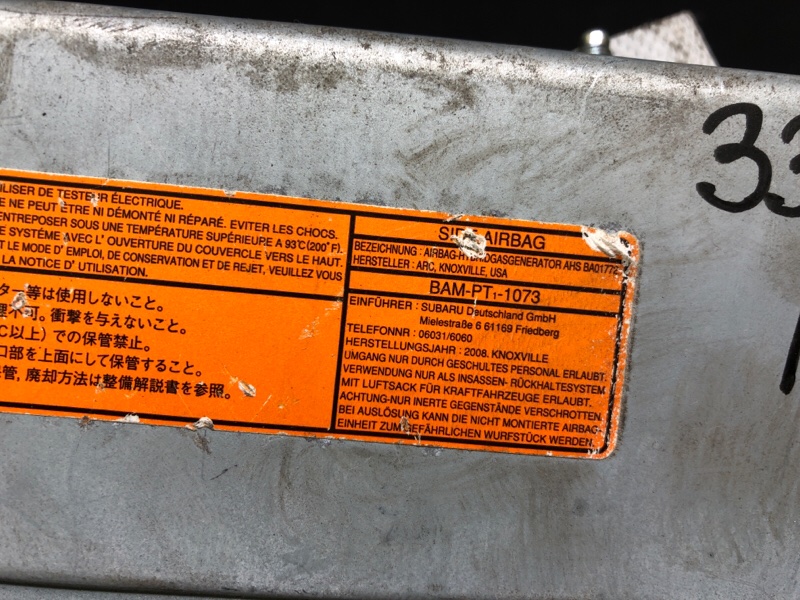 ILISER DE TESTEUR ÉLECTRIQUE.
E NE PEUT ÊTRE NI DÉMONTÉ NI RÉPARÉ. EVITER LES CHOCS.
ENTREPOSER SOUS UNE TEMPÉRATURE SUPÉRIEURE A 93°C(200°F).
E SYSTÈME AVEC L'OUVERTURE DU COUVERCLE VERS LE HAUT.
T LE MODE D'EMPLOI, DE CONSERVATION ET DE REJET, VEUILLEZ VOUS
LA NOTICE D'UTILISATION.
ター等は使用しないこと。
理不可。衝撃を与えないこと。
C以上）での保管禁止。
口部を上面にして保管すること。
保管, 廃却方法は整備解説書を参照。
SIDE AIRBAG
BEZEICHNUNG : AIRBAG-HYBRIDGASGENERATOR AHS BA01772
HERSTELLER : ARC, KNOXVILLE, USA
BAM-PT₁-1073
EINFÜHRER : SUBARU Deutschland GmbH
Mielestraße 6 61169 Friedberg
TELEFONNR : 06031/6060
HERSTELLUNGSJAHR : 2008. KNOXVILLE
UMGANG NUR DURCH GESCHULTES PERSONAL ERLAUBT.
VERWENDUNG NUR ALS INSASSEN- RÜCKHALTESYSTEM
MIT LUFTSACK FÜR KRAFTFAHRZEUGE ERLAUBT.
ACHTUNG-NUR INERTE GEGENSTÄNDE VERSCHROTTEN.
BEI AUSLÖSUNG KANN DIE NICHT MONTIERTE AIRBAG-
EINHEIT ZUM GEFÄHRLICHEN WURFSTÜCK WERDEN.
33